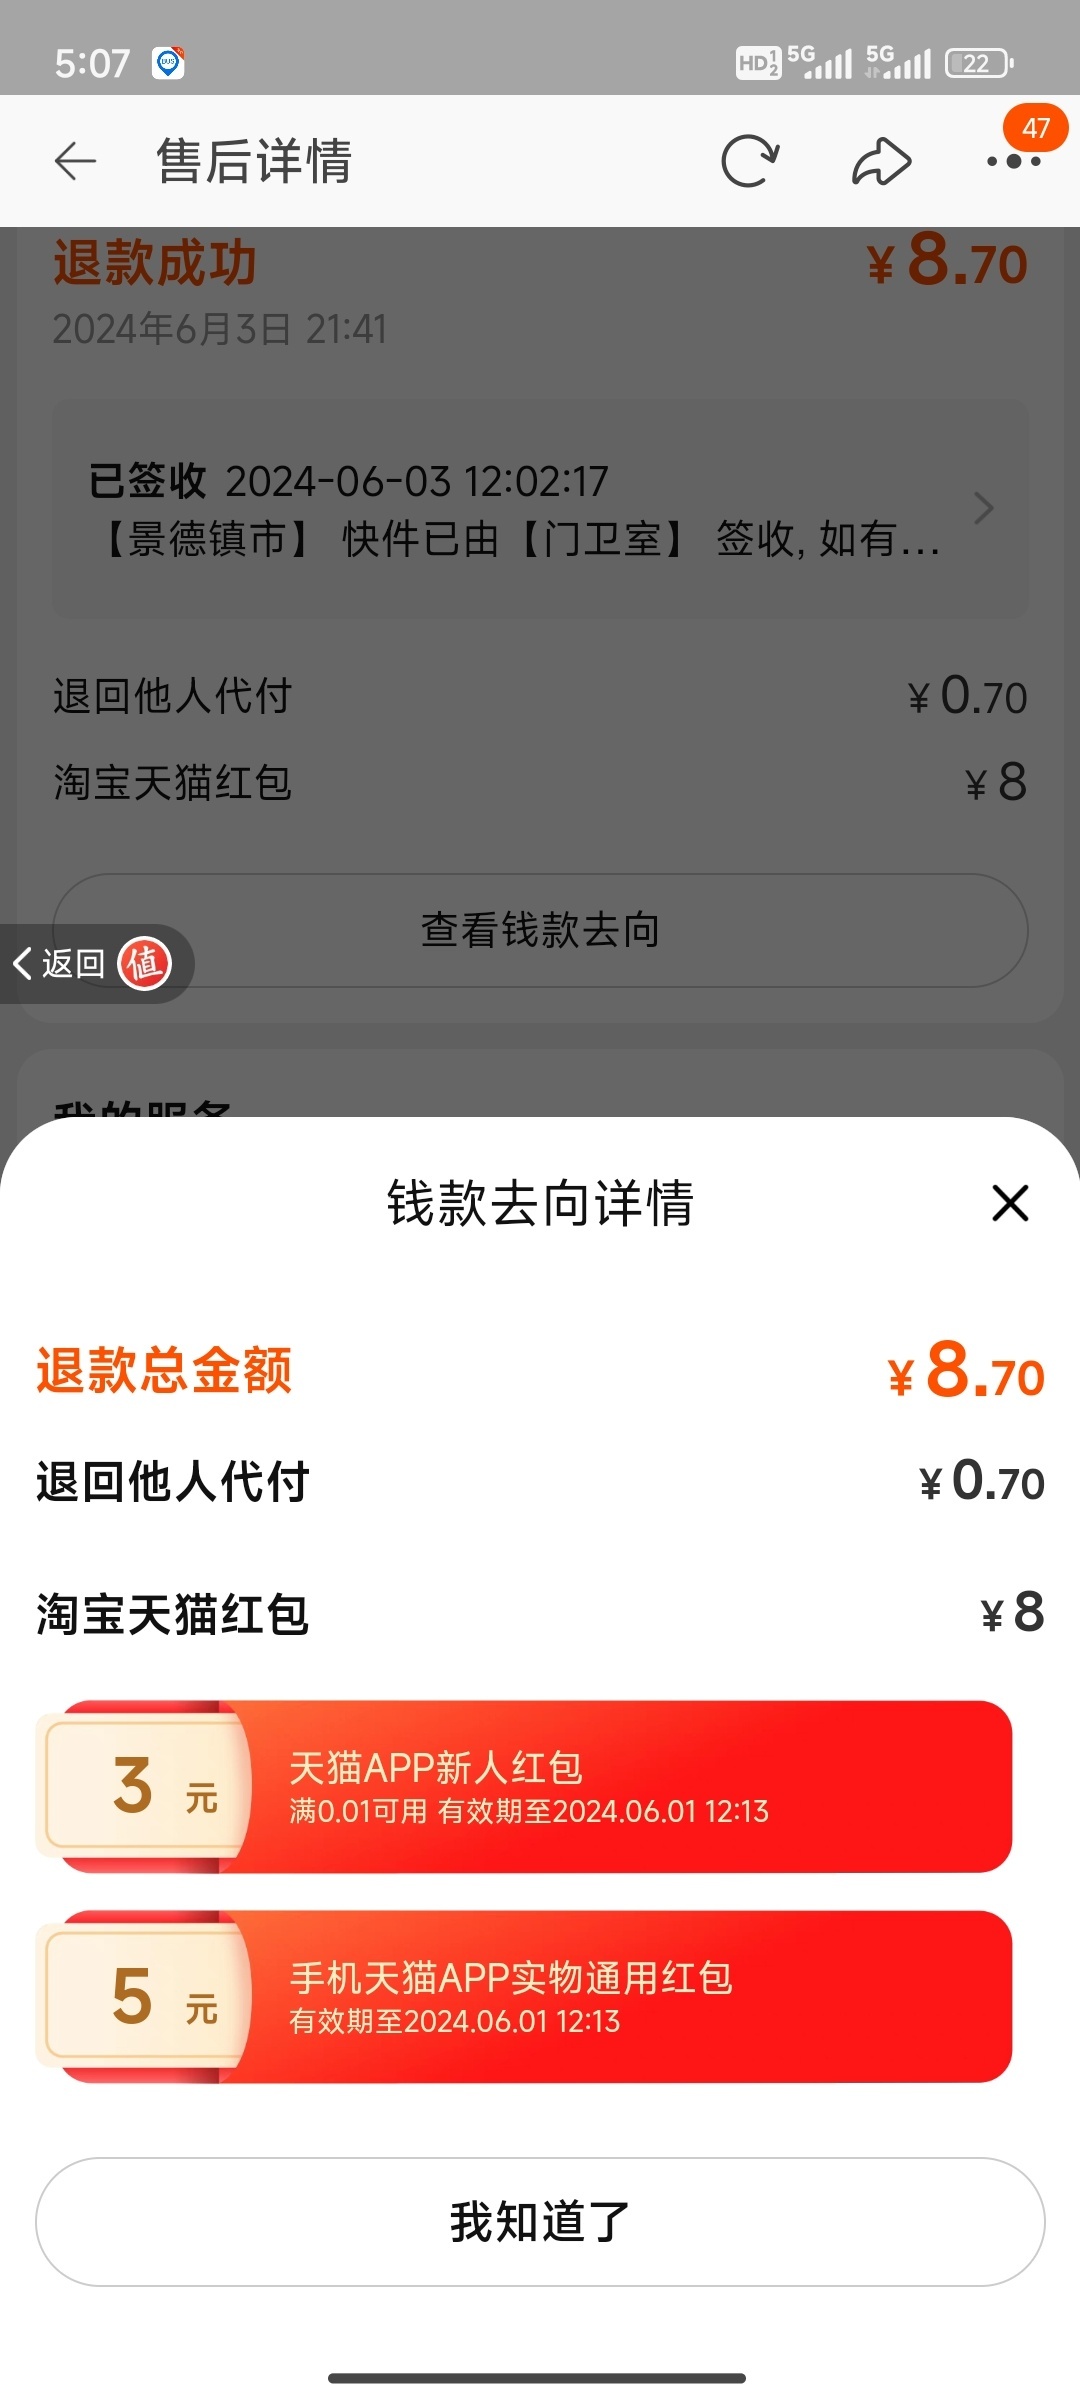 5:07
BUS
HD 1 2 5G 5G 22
售后详情
47
退款成功 ¥8.70
2024年6月3日 21:41
已签收 2024-06-03 12:02:17
【景德镇市】 快件已由【门卫室】 签收, 如有...
退回他人代付 ¥0.70
淘宝天猫红包 ¥8
查看钱款去向
返回 值
我的服务
钱款去向详情
退款总金额 ¥8.70
退回他人代付 ¥0.70
淘宝天猫红包 ¥8
3 元
天猫APP新人红包
满0.01可用 有效期至2024.06.01 12:13
5 元
手机天猫APP实物通用红包
有效期至2024.06.01 12:13
我知道了